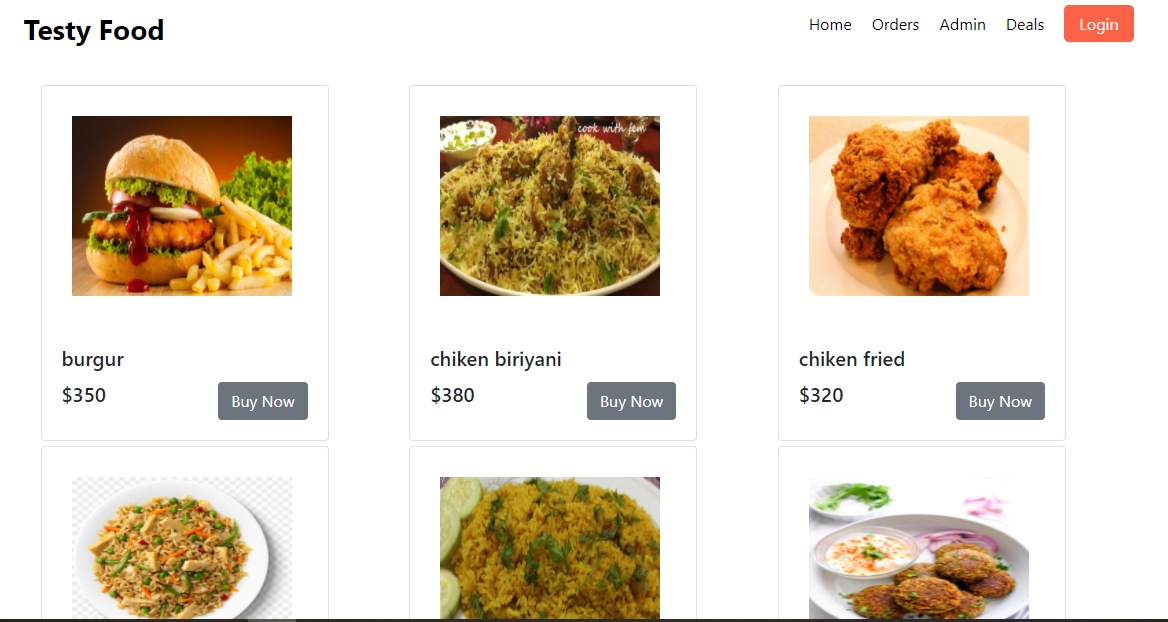 Testy Food
Home Orders Admin Deals Login
cook with fem
burgur
$350 Buy Now
chiken biriyani
$380 Buy Now
chiken fried
$320 Buy Now